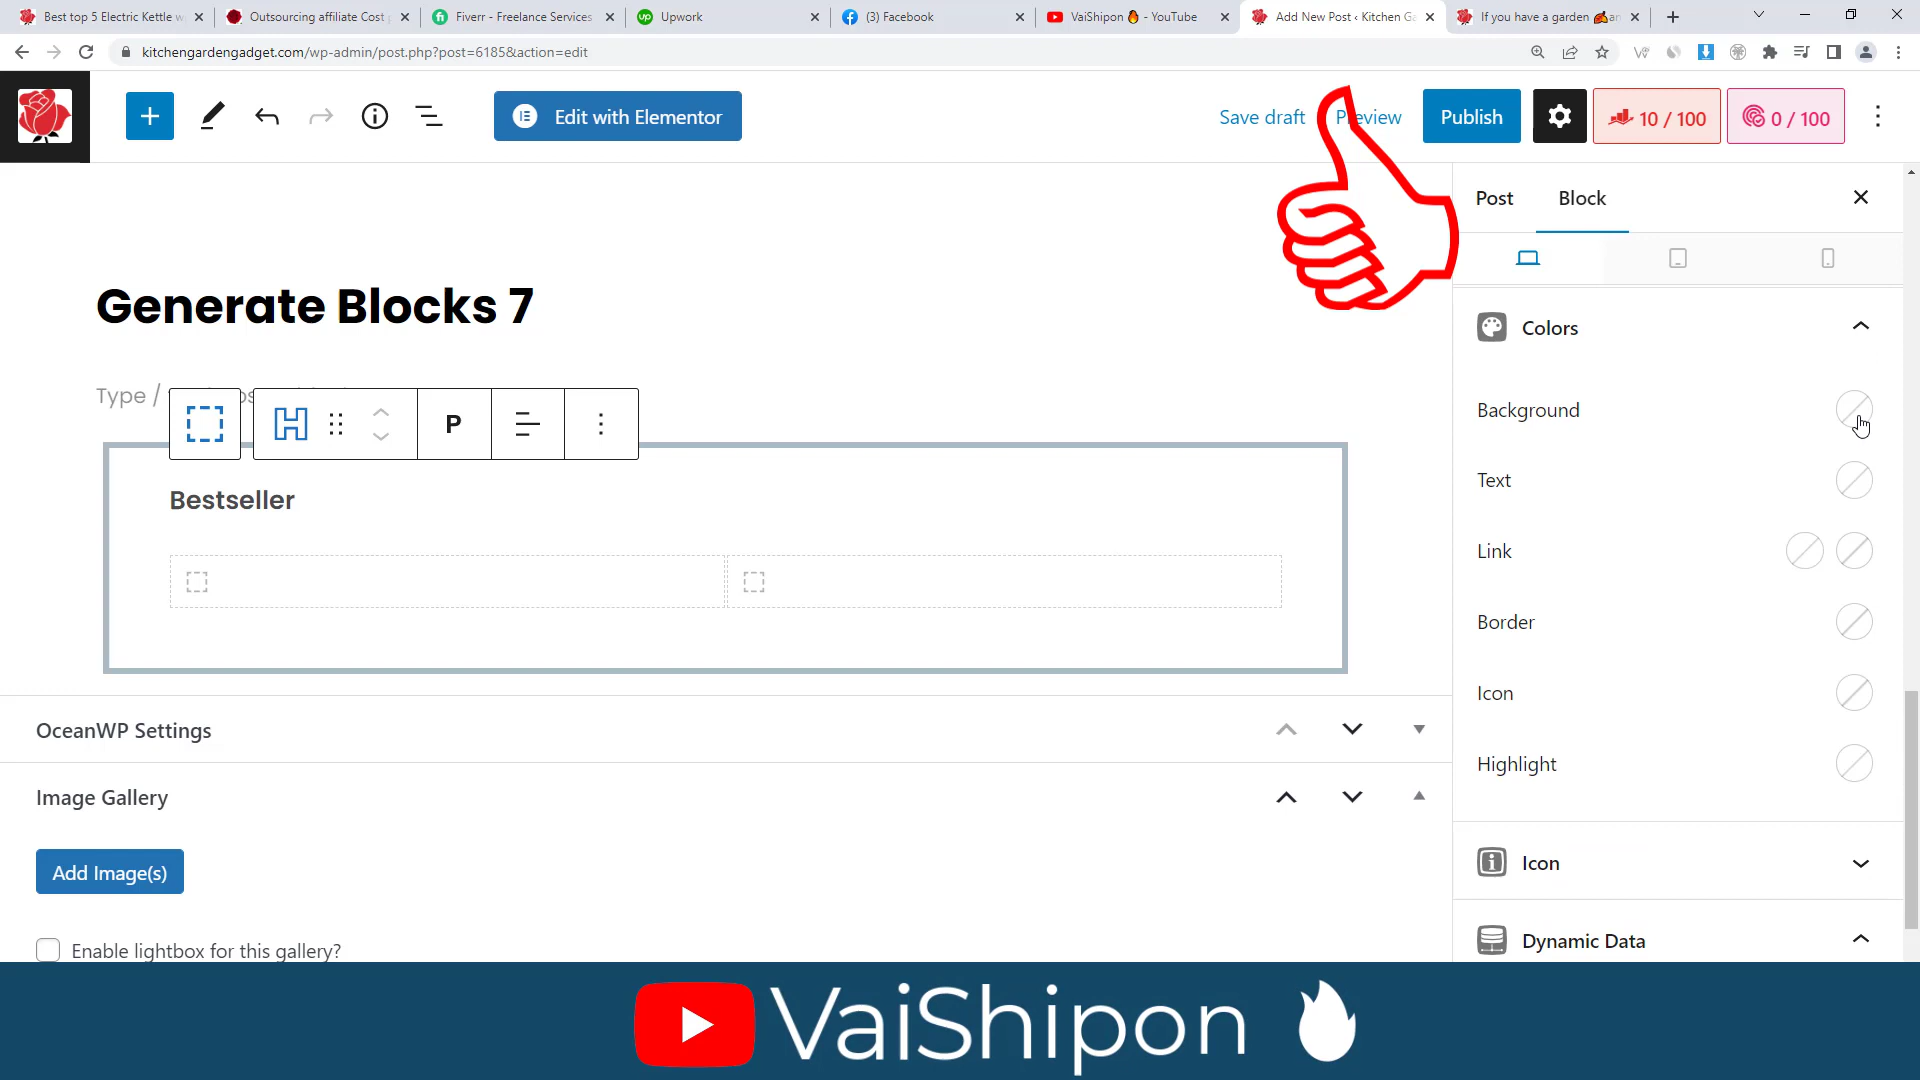 Best top 5 Electric Kettle w
Outsourcing affiliate Cost
Fiverr - Freelance Services
Upwork
(3) Facebook
VaiShipon 🔥 - YouTube
Add New Post ‹ Kitchen Ga
If you have a garden
kitchengardengadget.com/wp-admin/post.php?post=6185&action=edit
Edit with Elementor
Save draft
Preview
Publish
10 / 100
0 / 100
Post
Block
Generate Blocks 7
Colors
Type /
P
Background
Bestseller
Text
Link
Border
Icon
Highlight
OceanWP Settings
Image Gallery
Add Image(s)
Icon
Enable lightbox for this gallery?
Dynamic Data
VaiShipon